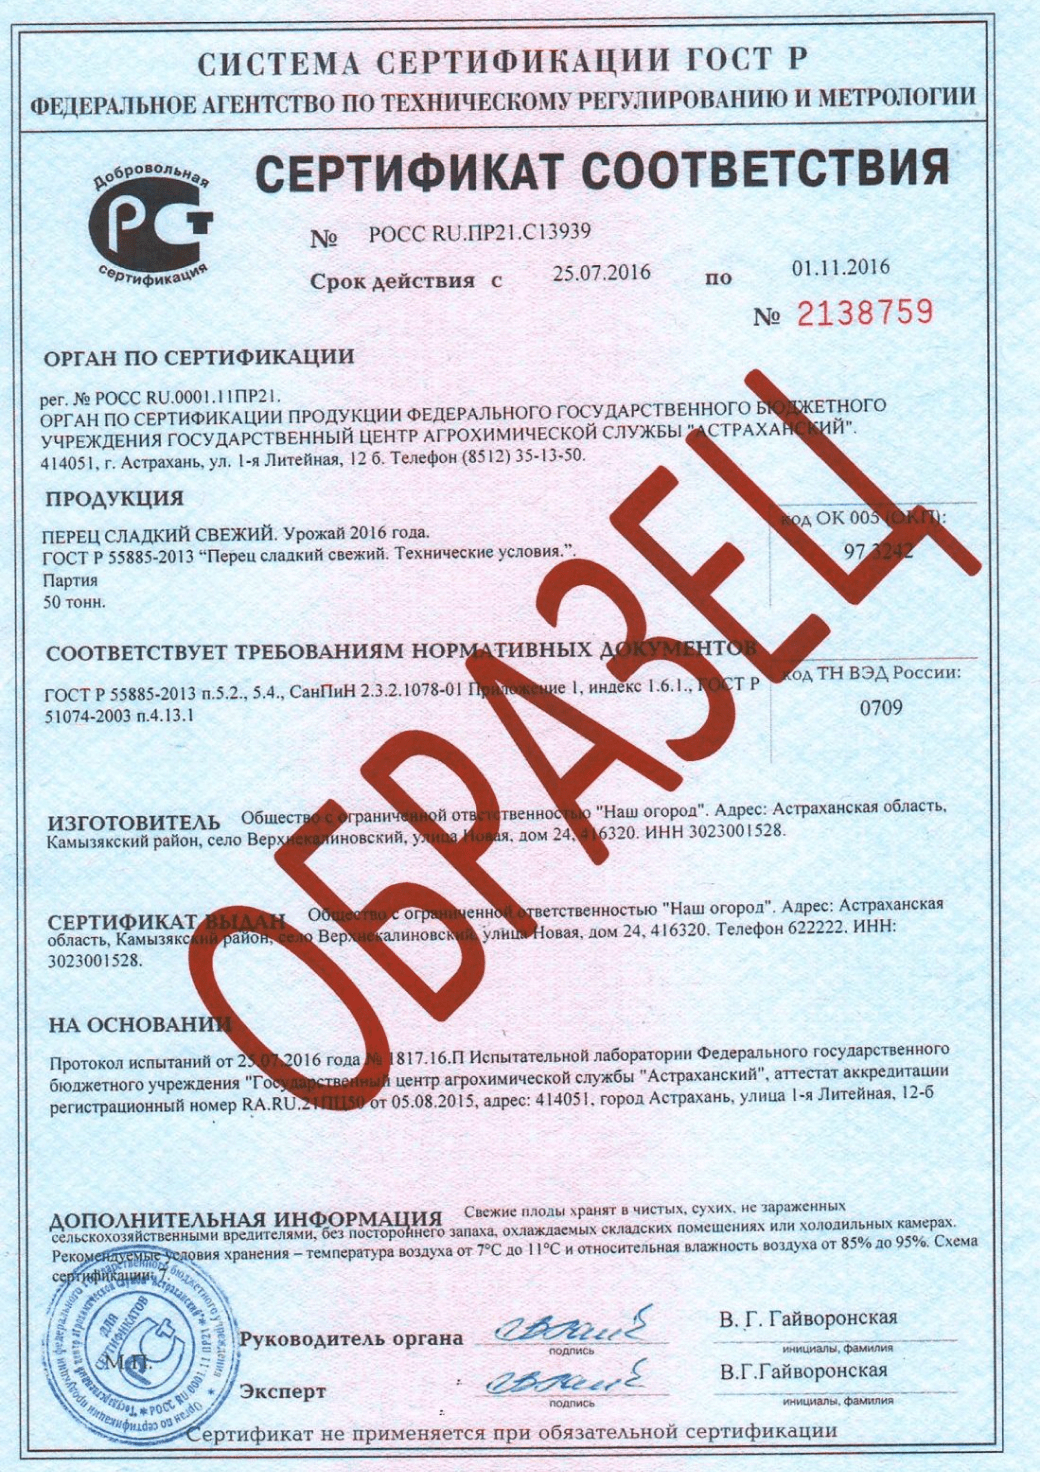 СИСТЕМА СЕРТИФИКАЦИИ ГОСТ Р
ФЕДЕРАЛЬНОЕ АГЕНТСТВО ПО ТЕХНИЧЕСКОМУ РЕГУЛИРОВАНИЮ И МЕТРОЛОГИИ
Добровольная
РСТ
сертификация
СЕРТИФИКАТ СООТВЕТСТВИЯ
№ РОСС RU.ПР21.С13939
Срок действия с 25.07.2016 по 01.11.2016
№ 2138759
ОРГАН ПО СЕРТИФИКАЦИИ
рег. № РОСС RU.0001.11ПР21.
ОРГАН ПО СЕРТИФИКАЦИИ ПРОДУКЦИИ ФЕДЕРАЛЬНОГО ГОСУДАРСТВЕННОГО БЮДЖЕТНОГО
УЧРЕЖДЕНИЯ ГОСУДАРСТВЕННЫЙ ЦЕНТР АГРОХИМИЧЕСКОЙ СЛУЖБЫ "АСТРАХАНСКИЙ".
414051, г. Астрахань, ул. 1-я Литейная, 12 б. Телефон (8512) 35-13-50.
ПРОДУКЦИЯ
ПЕРЕЦ СЛАДКИЙ СВЕЖИЙ. Урожай 2016 года.
ГОСТ Р 55885-2013 “Перец сладкий свежий. Технические условия.”.
Партия
50 тонн.
код ОК 005 (ОКП):
97 3242
СООТВЕТСТВУЕТ ТРЕБОВАНИЯМ НОРМАТИВНЫХ ДОКУМЕНТОВ
ГОСТ Р 55885-2013 п.5.2., 5.4., СанПиН 2.3.2.1078-01 Приложение 1, индекс 1.6.1., ГОСТ Р
51074-2003 п.4.13.1
код ТН ВЭД России:
0709
ИЗГОТОВИТЕЛЬ Общество с ограниченной ответственностью "Наш огород". Адрес: Астраханская область,
Камызякский район, село Верхнекалиновский, улица Новая, дом 24, 416320. ИНН 3023001528.
СЕРТИФИКАТ ВЫДАН Общество с ограниченной ответственностью "Наш огород". Адрес: Астраханская
область, Камызякский район, село Верхнекалиновский, улица Новая, дом 24, 416320. Телефон 622222. ИНН:
3023001528.
НА ОСНОВАНИИ
Протокол испытаний от 25.07.2016 года № 1817.16.П Испытательной лаборатории Федерального государственного
бюджетного учреждения "Государственный центр агрохимической службы "Астраханский", аттестат аккредитации
регистрационный номер RA.RU.21ПЦ50 от 05.08.2015, адрес: 414051, город Астрахань, улица 1-я Литейная, 12-б
ДОПОЛНИТЕЛЬНАЯ ИНФОРМАЦИЯ Свежие плоды хранят в чистых, сухих, не зараженных
сельскохозяйственными вредителями, без постороннего запаха, охлаждаемых складских помещениях или холодильных камерах.
Рекомендуемые условия хранения – температура воздуха от 7°С до 11°С и относительная влажность воздуха от 85% до 95%. Схема
сертификации: 7.
ОБРАЗЕЦ
ДЛЯ СЕРТИФИКАТОВ
М.П.
Руководитель органа
подпись
В. Г. Гайворонская
инициалы, фамилия
Эксперт
подпись
В.Г.Гайворонская
инициалы, фамилия
Сертификат не применяется при обязательной сертификации